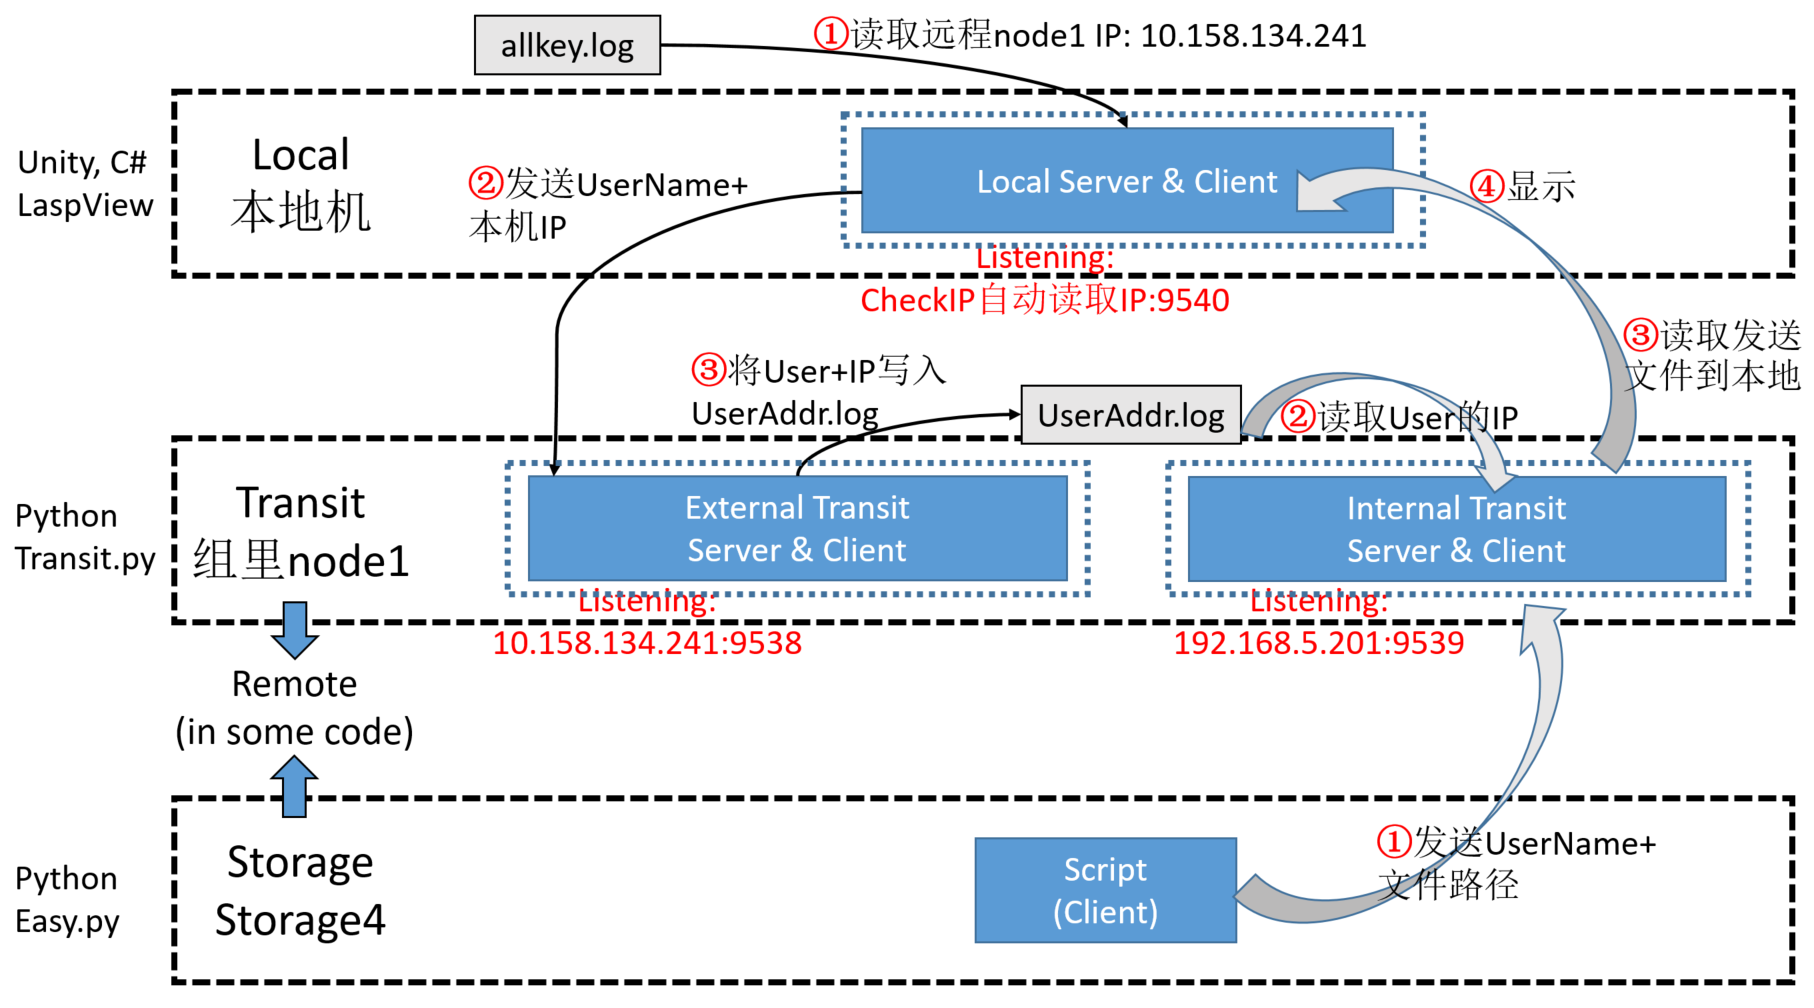 allkey.log
①读取远程node1 IP: 10.158.134.241
Unity, C#
LaspView
Local
本地机
②发送UserName+
本机IP
Local Server & Client
④显示
Listening:
CheckIP自动读取IP:9540
③读取发送
文件到本地
③将User+IP写入
UserAddr.log
UserAddr.log
②读取User的IP
Python
Transit.py
Transit
组里node1
External Transit
Server & Client
Internal Transit
Server & Client
Listening:
10.158.134.241:9538
Listening:
192.168.5.201:9539
Remote
(in some code)
Python
Easy.py
Storage
Storage4
Script
(Client)
①发送UserName+
文件路径